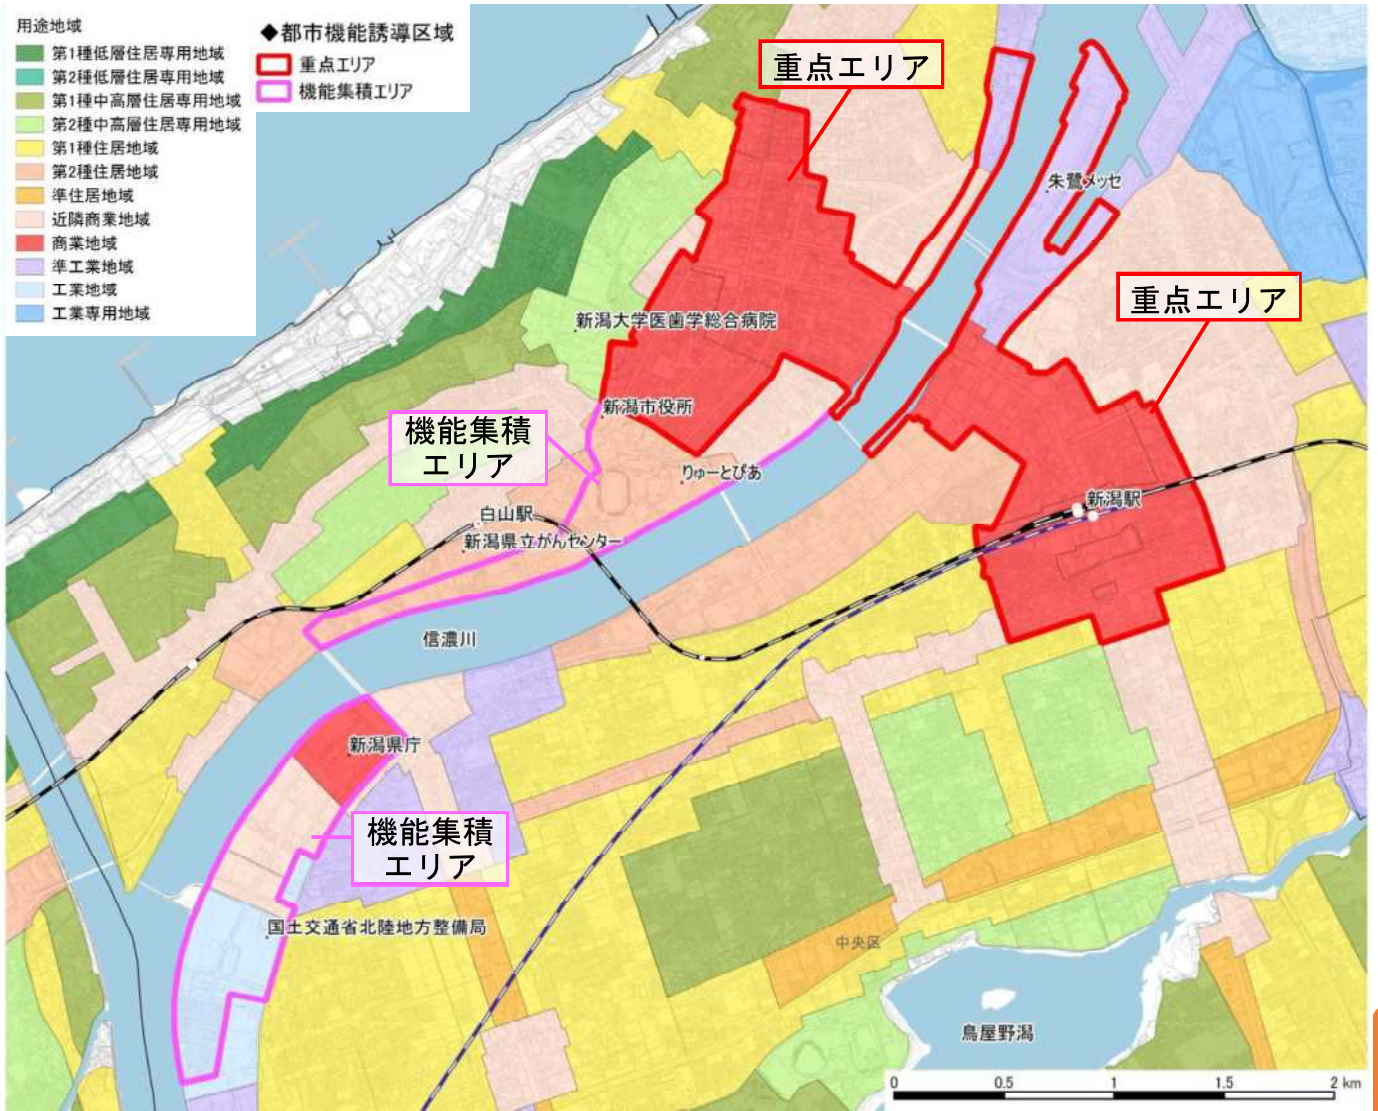 用途地域
第1種低層住居専用地域
第2種低層住居専用地域
第1種中高層住居専用地域
第2種中高層住居専用地域
第1種住居地域
第2種住居地域
準住居地域
近隣商業地域
商業地域
準工業地域
工業地域
工業専用地域
◆都市機能誘導区域
重点エリア
機能集積エリア
重点エリア
朱鷺メッセ
重点エリア
新潟大学医歯学総合病院
新潟市役所
機能集積
エリア
りゅーとぴあ
新潟駅
白山駅
新潟県立がんセンター
信濃川
新潟県庁
機能集積
エリア
国土交通省北陸地方整備局
中央区
鳥屋野潟
0 0.5 1 1.5 2 km